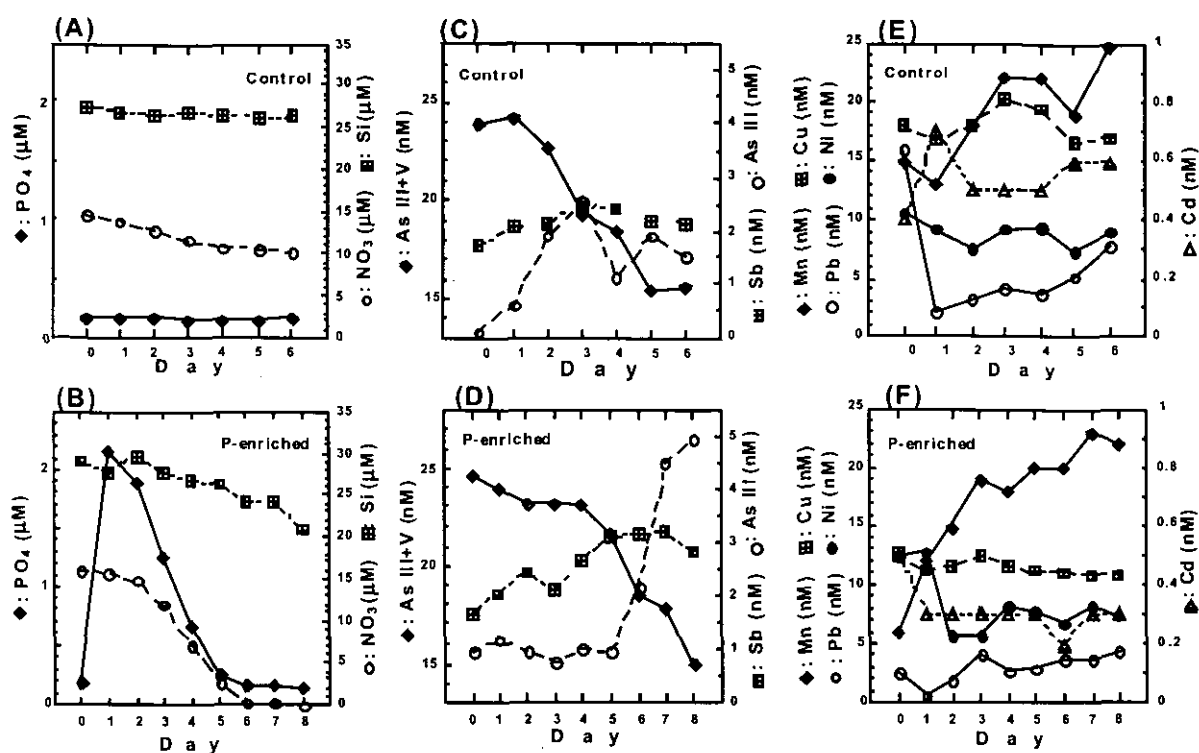 (A)
Control
◆: PO₄ (µM)
2
1
0
35
30
25
20
15
10
5
0
○: NO₃ (µM)
⊞: Si (µM)
0 1 2 3 4 5 6
D a y
(C)
Control
◆: As III+V (nM)
25
20
15
5
4
3
2
1
0
⊞: Sb (nM)
○: As III (nM)
0 1 2 3 4 5 6
D a y
(E)
Control
◆: Mn (nM)
⊞: Cu (nM)
○: Pb (nM)
●: Ni (nM)
25
20
15
10
5
0
1
0.8
0.6
0.4
0.2
0
△: Cd (nM)
0 1 2 3 4 5 6
D a y
(B)
P-enriched
◆: PO₄ (µM)
2
1
0
35
30
25
20
15
10
5
0
○: NO₃ (µM)
⊞: Si (µM)
0 1 2 3 4 5 6 7 8
D a y
(D)
P-enriched
◆: As III+V (nM)
25
20
15
5
4
3
2
1
0
⊞: Sb (nM)
○: As III (nM)
0 1 2 3 4 5 6 7 8
D a y
(F)
P-enriched
◆: Mn (nM)
⊞: Cu (nM)
○: Pb (nM)
●: Ni (nM)
25
20
15
10
5
0
1
0.8
0.6
0.4
0.2
0
△: Cd (nM)
0 1 2 3 4 5 6 7 8
D a y